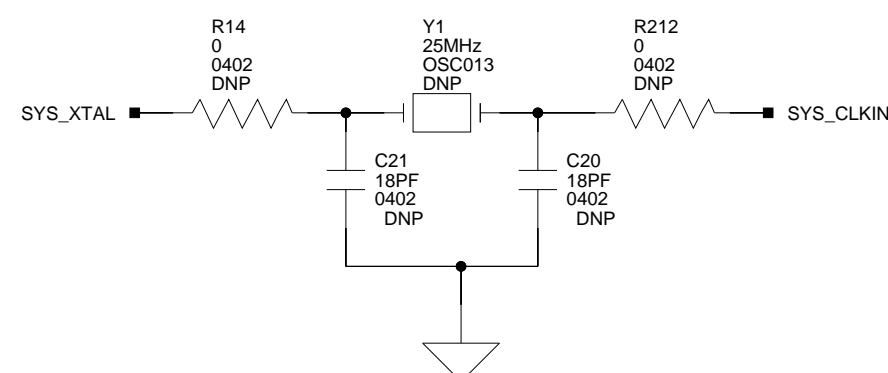 R14
0
0402
DNP
Y1
25MHz
OSC013
DNP
R212
0
0402
DNP
SYS_XTAL
SYS_CLKIN
C21
18PF
0402
DNP
C20
18PF
0402
DNP